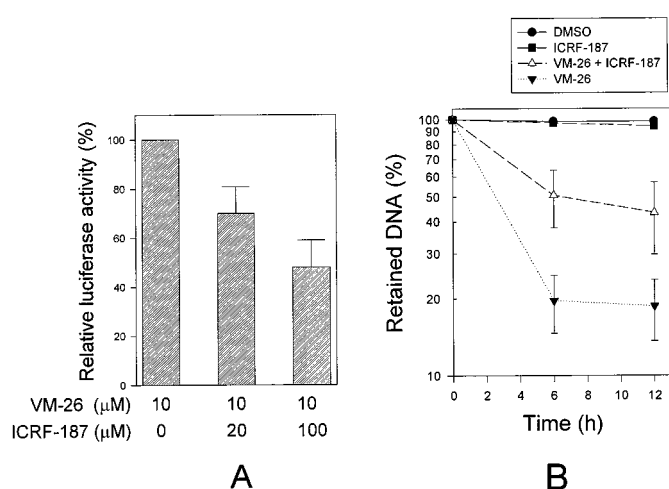 DMSO
ICRF-187
VM-26 + ICRF-187
VM-26
Relative luciferase activity (%)
100
80
60
40
20
0
VM-26 (µM) 10 10 10
ICRF-187 (µM) 0 20 100
A
Retained DNA (%)
100
90
80
70
60
50
40
30
20
10
0 2 4 6 8 10 12
Time (h)
B